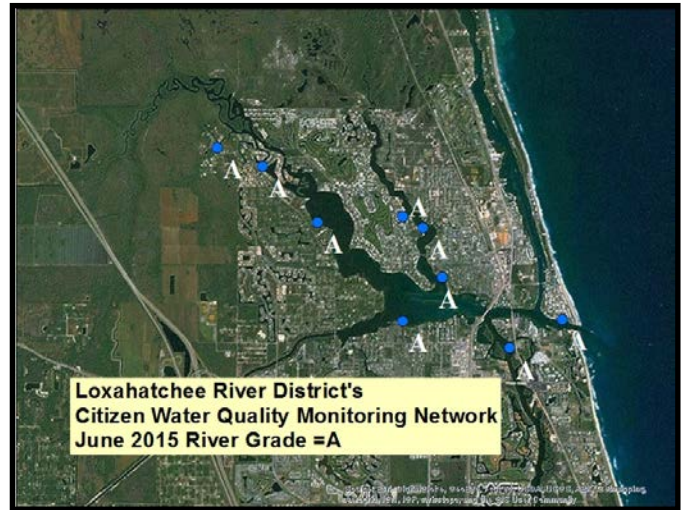 A
A
A
A
A
A
A
A
A
Loxahatchee River District's
Citizen Water Quality Monitoring Network
June 2015 River Grade =A